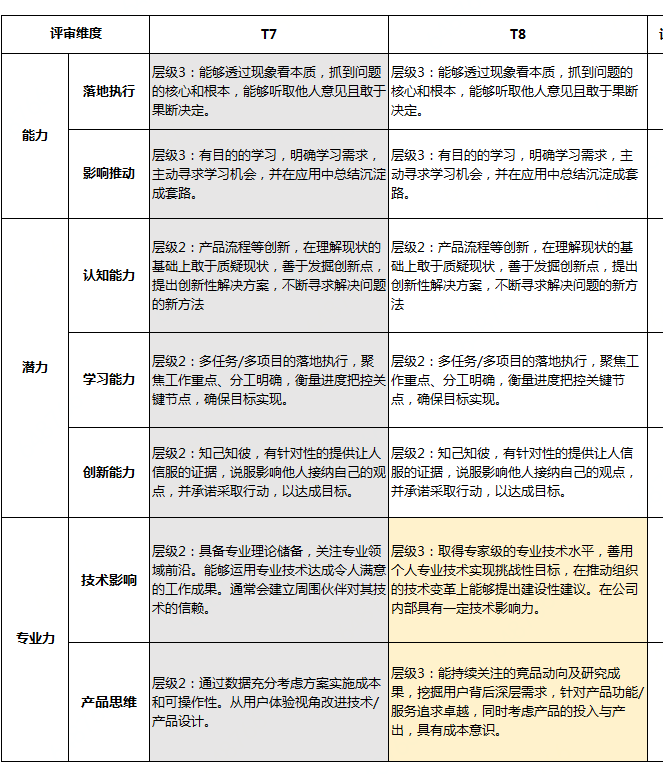 评审维度
T7
T8
能力
落地执行
层级3：能够透过现象看本质，抓到问题
的核心和根本，能够听取他人意见且敢于
果断决定。
层级3：能够透过现象看本质，抓到问题的
核心和根本，能够听取他人意见且敢于果断
决定。
影响推动
层级3：有目的的学习，明确学习需求，
主动寻求学习机会，并在应用中总结沉淀
成套路。
层级3：有目的的学习，明确学习需求，主
动寻求学习机会，并在应用中总结沉淀成套
路。
潜力
认知能力
层级2：产品流程等创新，在理解现状的
基础上敢于质疑现状，善于发掘创新点，
提出创新性解决方案，不断寻求解决问题
的新方法
层级2：产品流程等创新，在理解现状的基
础上敢于质疑现状，善于发掘创新点，提出
创新性解决方案，不断寻求解决问题的新方
法
学习能力
层级2：多任务/多项目的落地执行，聚
焦工作重点、分工明确，衡量进度把控关
键节点，确保目标实现。
层级2：多任务/多项目的落地执行，聚焦工
作重点、分工明确，衡量进度把控关键节
点，确保目标实现。
创新能力
层级2：知己知彼，有针对性的提供让人
信服的证据，说服影响他人接纳自己的观
点，并承诺采取行动，以达成目标。
层级2：知己知彼，有针对性的提供让人信
服的证据，说服影响他人接纳自己的观点，
并承诺采取行动，以达成目标。
专业力
技术影响
层级2：具备专业理论储备，关注专业领
域前沿。能够运用专业技术达成令人满意
的工作成果。通常会建立周围伙伴对其技
术的信赖。
层级3：取得专家级的专业技术水平，善用
个人专业技术实现挑战性目标，在推动组织
的技术变革上能够提出建设性建议。在公司
内部具有一定技术影响力。
产品思维
层级2：通过数据充分考虑方案实施成本
和可操作性。从用户体验视角改进技术/
产品设计。
层级3：能持续关注的竞品动向及研究成
果，挖掘用户背后深层需求，针对产品功能/
服务追求卓越，同时考虑产品的投入与产
出，具有成本意识。